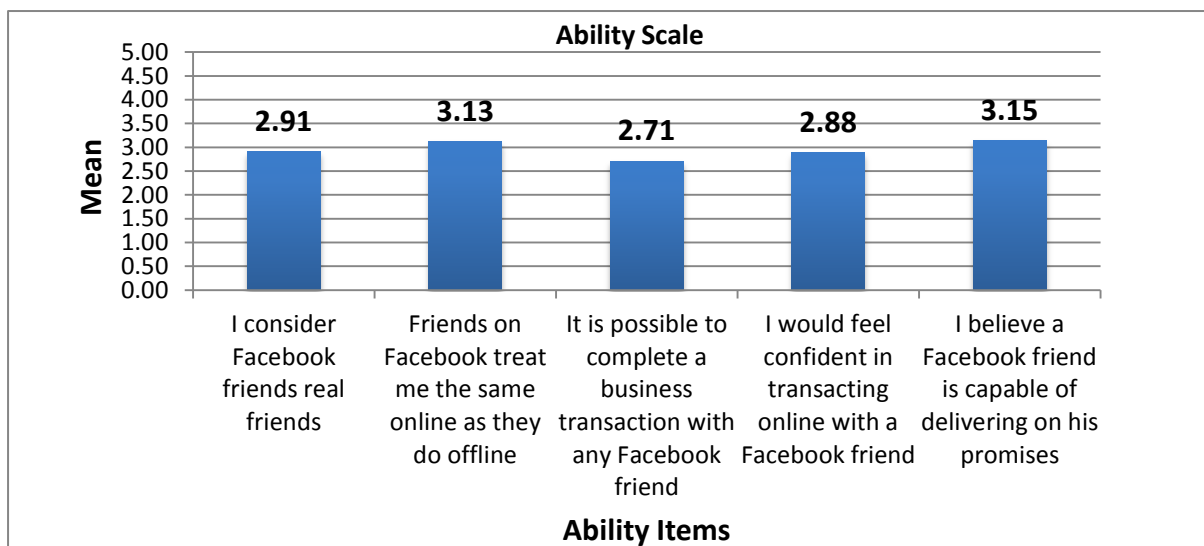 Ability Scale
5.00
4.50
4.00
3.50
3.00
2.50
2.00
1.50
1.00
0.50
0.00
Mean
2.91
3.13
2.71
2.88
3.15
I consider
Facebook
friends real
friends
Friends on
Facebook treat
me the same
online as they
do offline
It is possible to
complete a
business
transaction with
any Facebook
friend
I would feel
confident in
transacting
online with a
Facebook friend
I believe a
Facebook friend
is capable of
delivering on his
promises
Ability Items